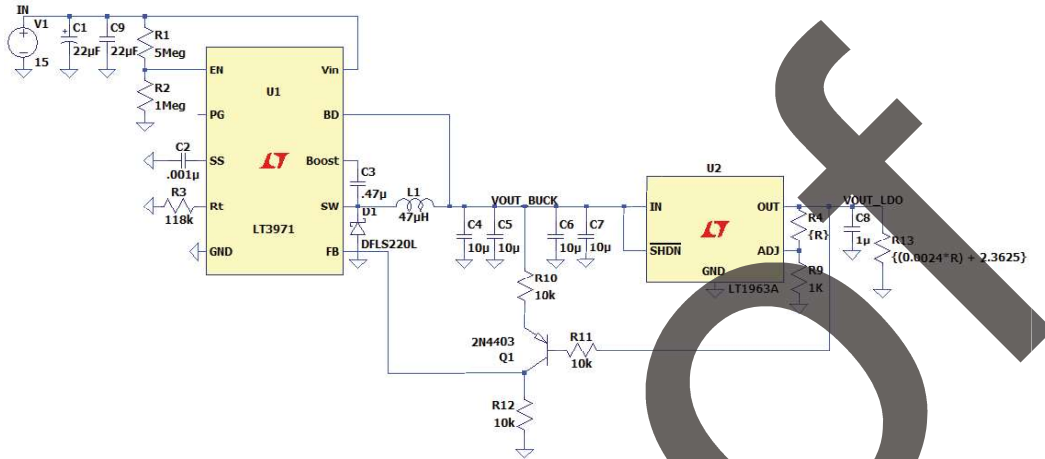 IN
V1
15
C1
22µF
C9
22µF
R1
5Meg
R2
1Meg
EN
PG
SS
Rt
GND
U1
LT3971
Vin
BD
Boost
SW
FB
C2
.001µ
R3
118k
C3
.47µ
D1
DFLS220L
L1
47µH
VOUT_BUCK
C4
10µ
C5
10µ
C6
10µ
C7
10µ
R10
10k
2N4403
Q1
R11
10k
R12
10k
U2
IN
SHDN
GND
OUT
ADJ
LT1963A
R4
{R}
R9
1K
VOUT_LDO
C8
1µ
R13
{(0.0024*R) + 2.3625}
of